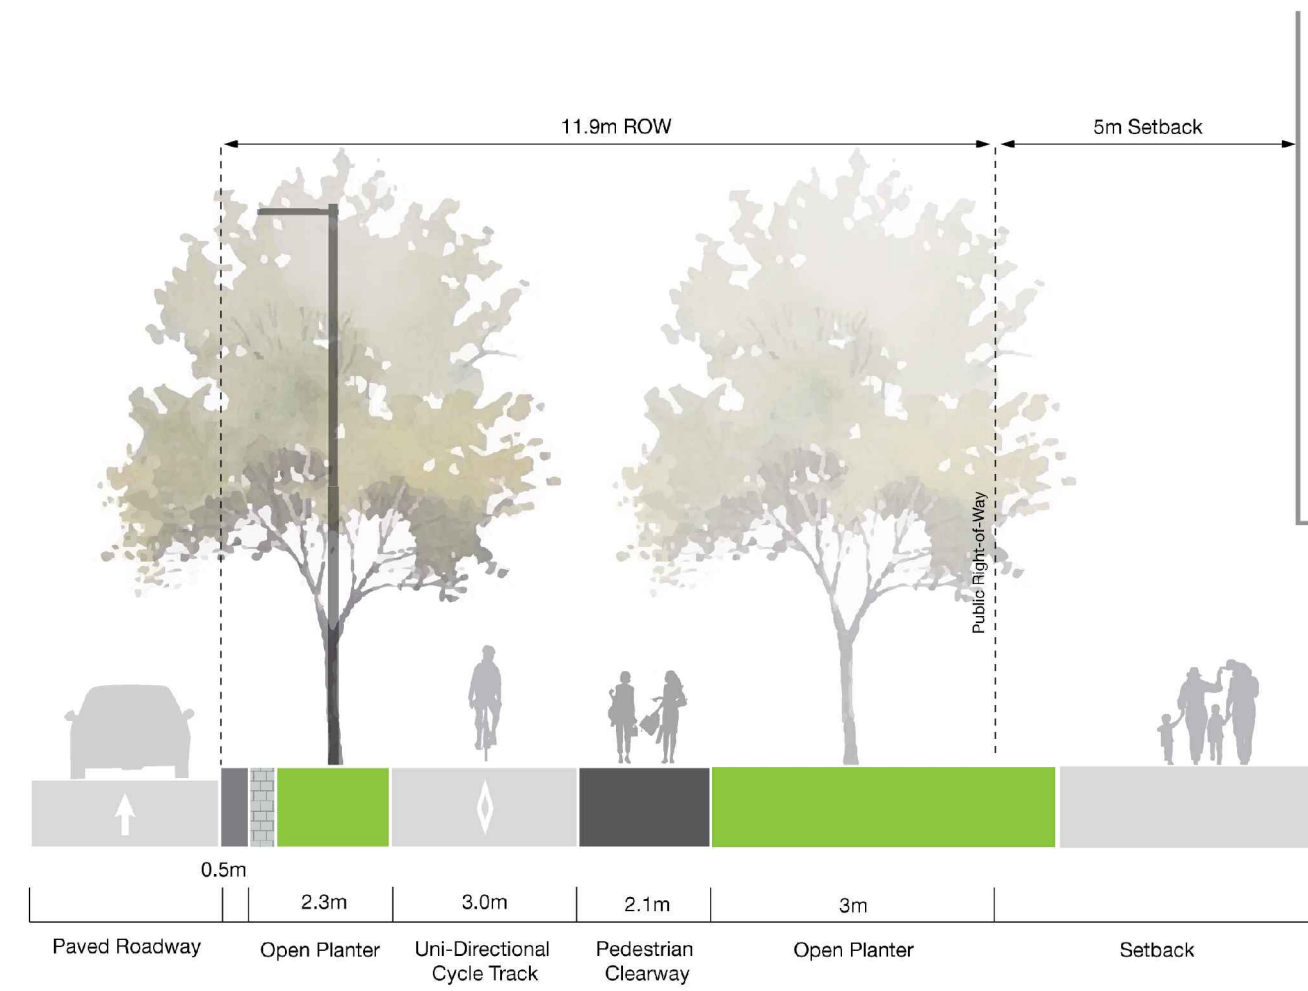 11.9m ROW
5m Setback
Public Right-of-Way
0.5m
2.3m
3.0m
2.1m
3m
Paved Roadway
Open Planter
Uni-Directional
Cycle Track
Pedestrian
Clearway
Open Planter
Setback